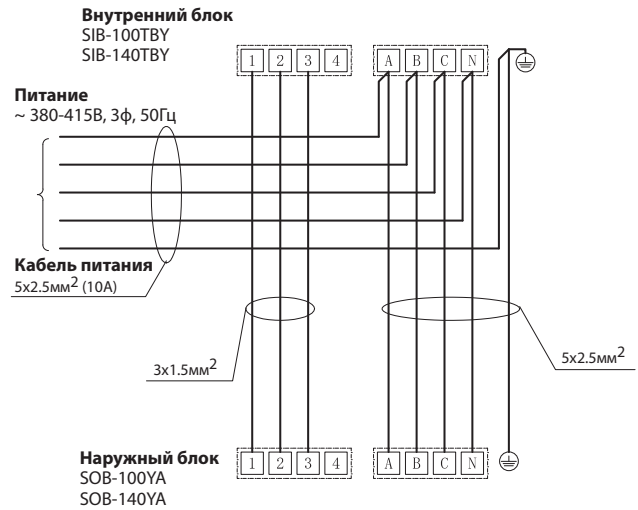 Внутренний блок
SIB-100TBY
SIB-140TBY
1 2 3 4 A B C N
Питание
~ 380-415В, 3ф, 50Гц
Кабель питания
5x2.5мм2 (10А)
3x1.5мм2
5x2.5мм2
Наружный блок
SOB-100YA
SOB-140YA
1 2 3 4 A B C N